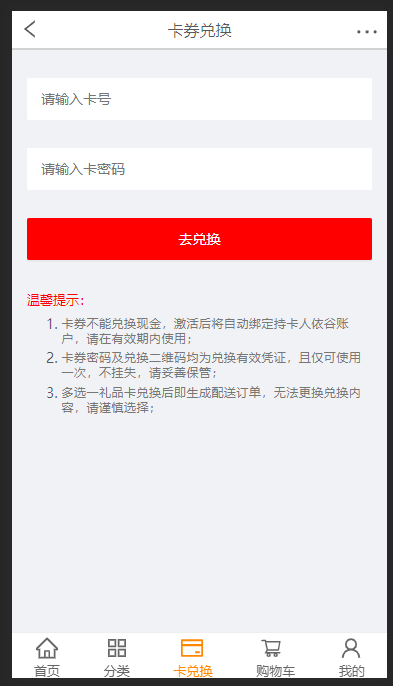 卡券兑换
请输入卡号
请输入卡密码
去兑换
温馨提示：
1. 卡券不能兑换现金，激活后将自动绑定持卡人依谷账
户，请在有效期内使用；
2. 卡券密码及兑换二维码均为兑换有效凭证，且仅可使用
一次，不挂失，请妥善保管；
3. 多选一礼品卡兑换后即生成配送订单，无法更换兑换内
容，请谨慎选择；
首页 分类 卡兑换 购物车 我的